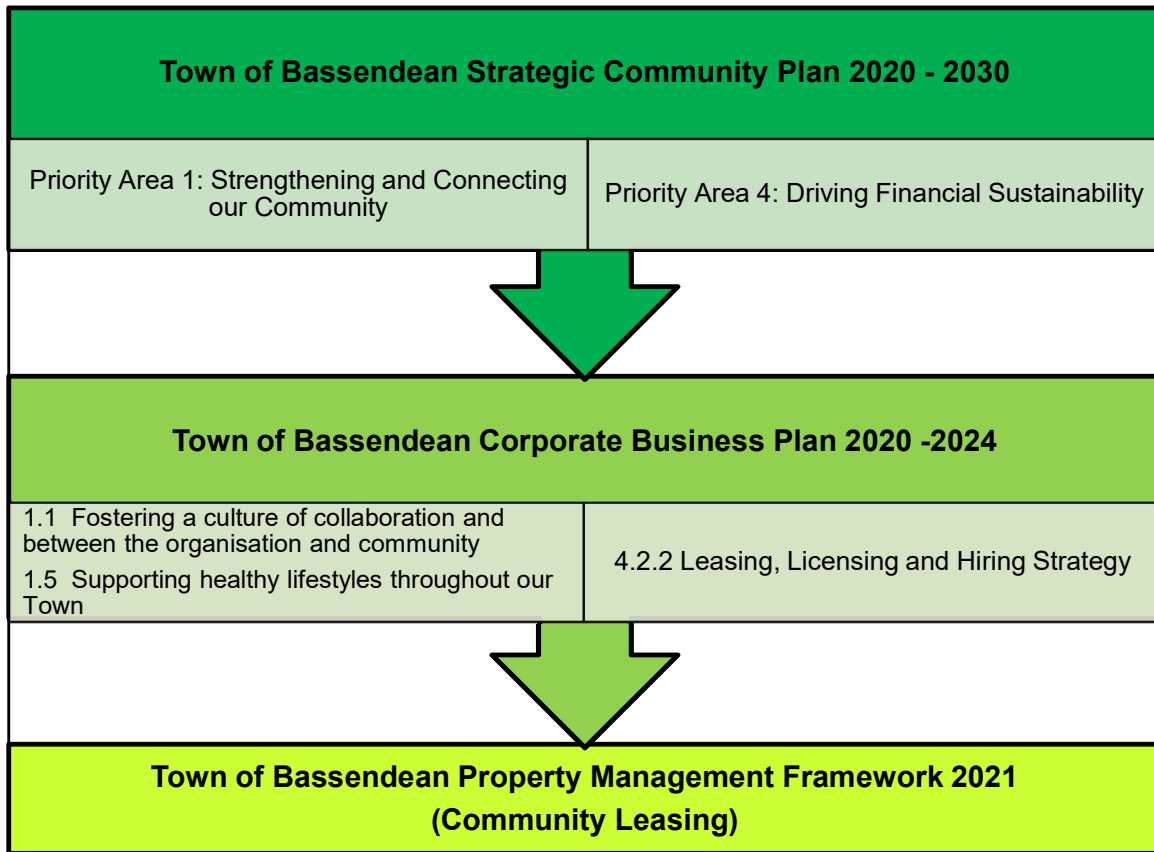 Town of Bassendean Strategic Community Plan 2020 - 2030
Priority Area 1: Strengthening and Connecting
our Community
Priority Area 4: Driving Financial Sustainability
Town of Bassendean Corporate Business Plan 2020 -2024
1.1 Fostering a culture of collaboration and
between the organisation and community
1.5 Supporting healthy lifestyles throughout our
Town
4.2.2 Leasing, Licensing and Hiring Strategy
Town of Bassendean Property Management Framework 2021
(Community Leasing)